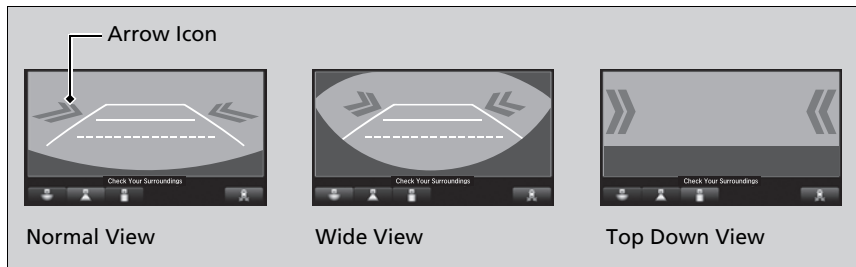 Arrow Icon
Check Your Surroundings
Check Your Surroundings
Check Your Surroundings
Normal View
Wide View
Top Down View